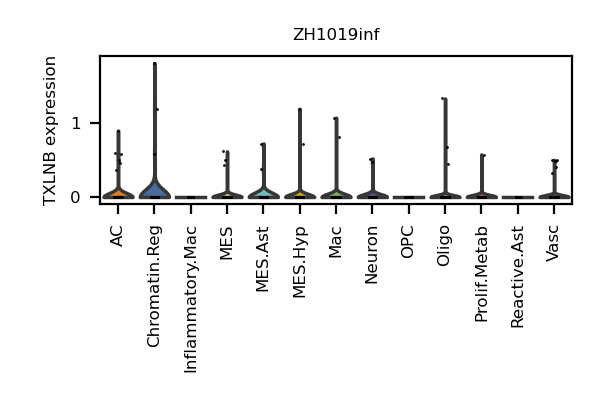 ZH1019inf
TXLNB expression
1
0
AC
Chromatin.Reg
Inflammatory.Mac
MES
MES.Ast
MES.Hyp
Mac
Neuron
OPC
Oligo
Prolif.Metab
Reactive.Ast
Vasc